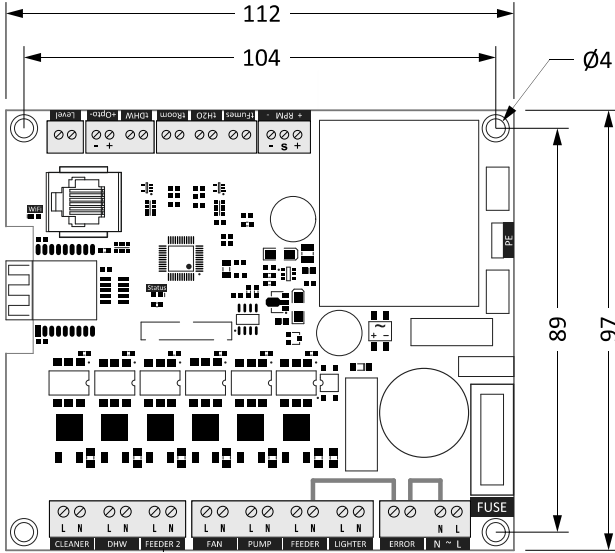 112
104
Ø4
Level +Opto- tDHW tRoom tH2O tFumes + RPM -
- + - S +
WiFi
PE
Status
~
+ -
89
97
FUSE
L N L N L N L N L N L N L N N L
CLEANER DHW FEEDER 2 FAN PUMP FEEDER LIGHTER ERROR N ~ L